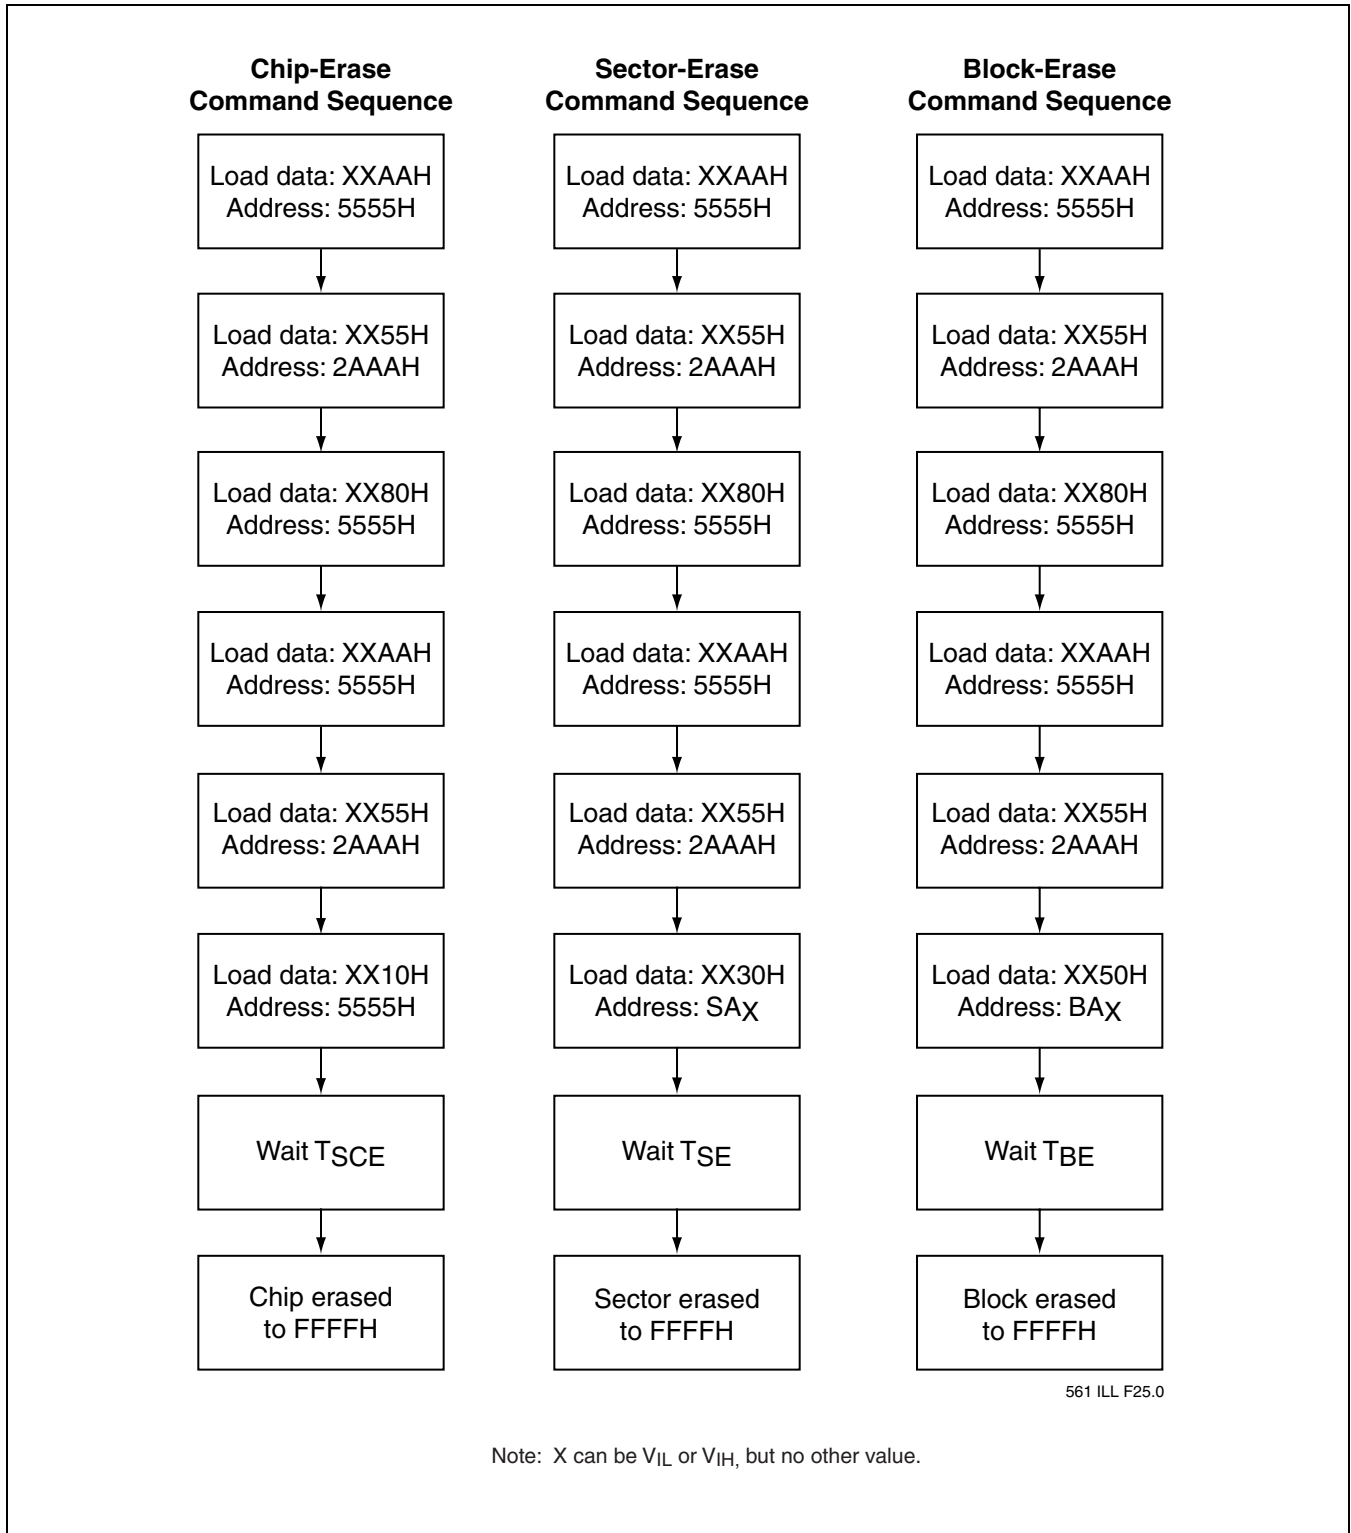 Chip-Erase
Command Sequence
Load data: XXAAH
Address: 5555H
Load data: XX55H
Address: 2AAAH
Load data: XX80H
Address: 5555H
Load data: XXAAH
Address: 5555H
Load data: XX55H
Address: 2AAAH
Load data: XX10H
Address: 5555H
Wait TSCE
Chip erased
to FFFFH
Sector-Erase
Command Sequence
Load data: XXAAH
Address: 5555H
Load data: XX55H
Address: 2AAAH
Load data: XX80H
Address: 5555H
Load data: XXAAH
Address: 5555H
Load data: XX55H
Address: 2AAAH
Load data: XX30H
Address: SAX
Wait TSE
Sector erased
to FFFFH
Block-Erase
Command Sequence
Load data: XXAAH
Address: 5555H
Load data: XX55H
Address: 2AAAH
Load data: XX80H
Address: 5555H
Load data: XXAAH
Address: 5555H
Load data: XX55H
Address: 2AAAH
Load data: XX50H
Address: BAX
Wait TBE
Block erased
to FFFFH
561 ILL F25.0
Note: X can be VIL or VIH, but no other value.